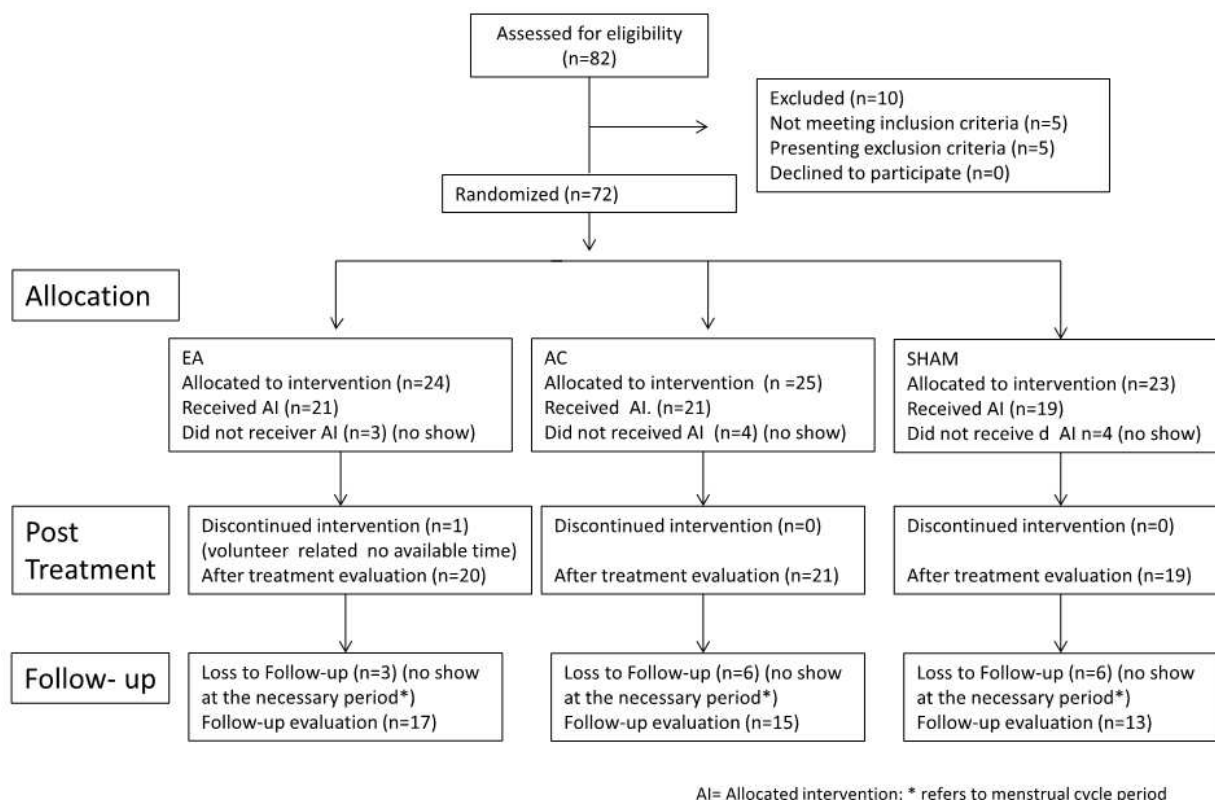 Assessed for eligibility
(n=82)
Excluded (n=10)
Not meeting inclusion criteria (n=5)
Presenting exclusion criteria (n=5)
Declined to participate (n=0)
Randomized (n=72)
Allocation
EA
Allocated to intervention (n=24)
Received AI (n=21)
Did not receiver AI (n=3) (no show)
AC
Allocated to intervention (n =25)
Received AI. (n=21)
Did not received AI (n=4) (no show)
SHAM
Allocated to intervention (n=23)
Received AI (n=19)
Did not receive d AI n=4 (no show)
Post
Treatment
Discontinued intervention (n=1)
(volunteer related no available time)
After treatment evaluation (n=20)
Discontinued intervention (n=0)
After treatment evaluation (n=21)
Discontinued intervention (n=0)
After treatment evaluation (n=19)
Follow- up
Loss to Follow-up (n=3) (no show
at the necessary period*)
Follow-up evaluation (n=17)
Loss to Follow-up (n=6) (no show
at the necessary period*)
Follow-up evaluation (n=15)
Loss to Follow-up (n=6) (no show
at the necessary period*)
Follow-up evaluation (n=13)
AI= Allocated intervention; * refers to menstrual cycle period